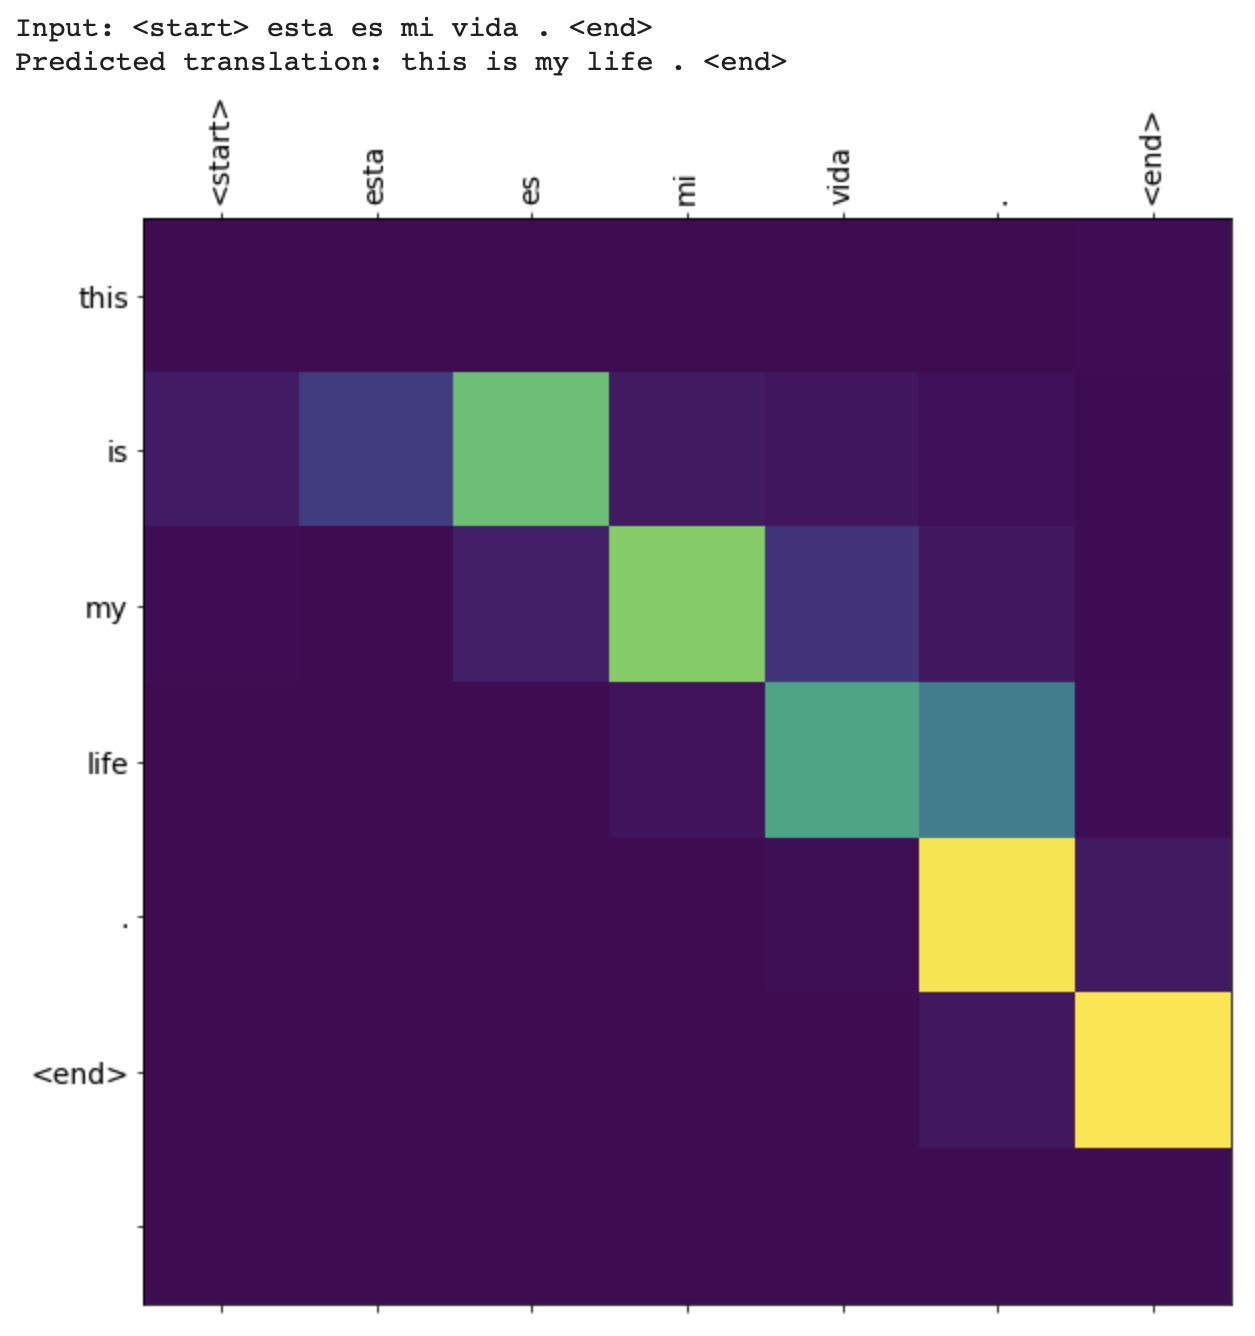 Input: <start> esta es mi vida . <end>
Predicted translation: this is my life . <end>
<start> esta es mi vida . <end>
this
is
my
life
.
<end>